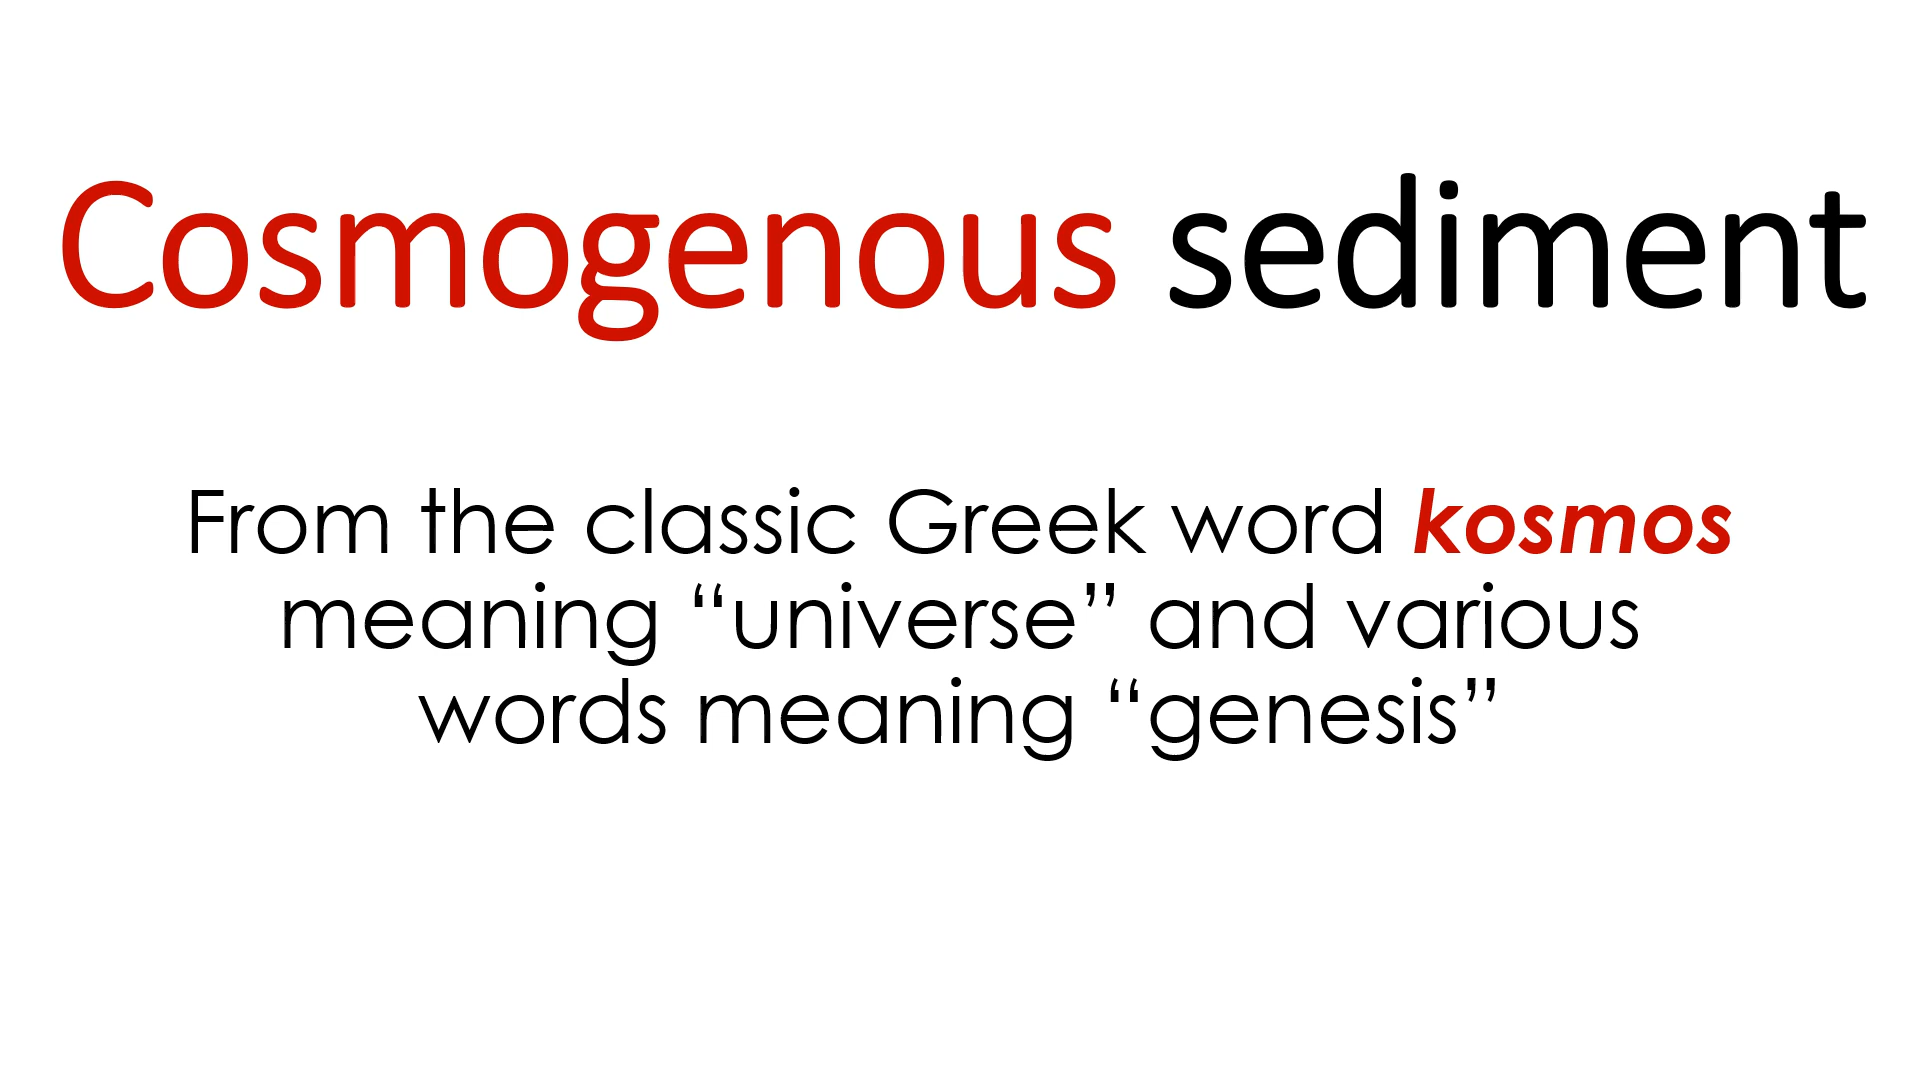 Cosmogenous sediment
From the classic Greek word kosmos
meaning “universe” and various
words meaning “genesis”